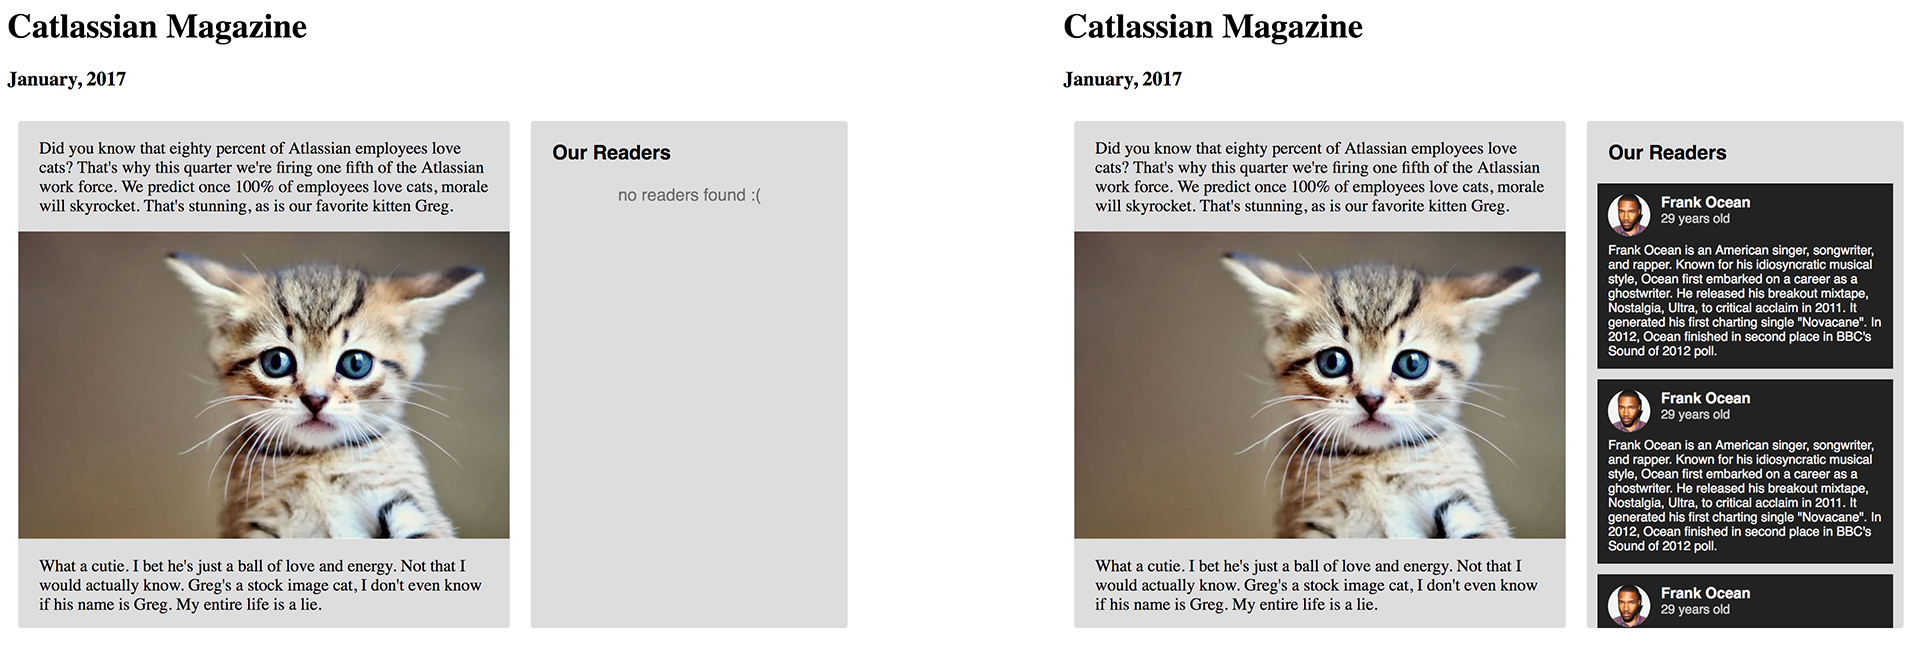 Catlassian Magazine
January, 2017
Did you know that eighty percent of Atlassian employees love
cats? That's why this quarter we're firing one fifth of the Atlassian
work force. We predict once 100% of employees love cats, morale
will skyrocket. That's stunning, as is our favorite kitten Greg.
What a cutie. I bet he's just a ball of love and energy. Not that I
would actually know. Greg's a stock image cat, I don't even know
if his name is Greg. My entire life is a lie.
Our Readers
no readers found :(
Catlassian Magazine
January, 2017
Did you know that eighty percent of Atlassian employees love
cats? That's why this quarter we're firing one fifth of the Atlassian
work force. We predict once 100% of employees love cats, morale
will skyrocket. That's stunning, as is our favorite kitten Greg.
What a cutie. I bet he's just a ball of love and energy. Not that I
would actually know. Greg's a stock image cat, I don't even know
if his name is Greg. My entire life is a lie.
Our Readers
Frank Ocean
29 years old
Frank Ocean is an American singer, songwriter,
and rapper. Known for his idiosyncratic musical
style, Ocean first embarked on a career as a
ghostwriter. He released his breakout mixtape,
Nostalgia, Ultra, to critical acclaim in 2011. It
generated his first charting single "Novacane". In
2012, Ocean finished in second place in BBC's
Sound of 2012 poll.
Frank Ocean
29 years old
Frank Ocean is an American singer, songwriter,
and rapper. Known for his idiosyncratic musical
style, Ocean first embarked on a career as a
ghostwriter. He released his breakout mixtape,
Nostalgia, Ultra, to critical acclaim in 2011. It
generated his first charting single "Novacane". In
2012, Ocean finished in second place in BBC's
Sound of 2012 poll.
Frank Ocean
29 years old